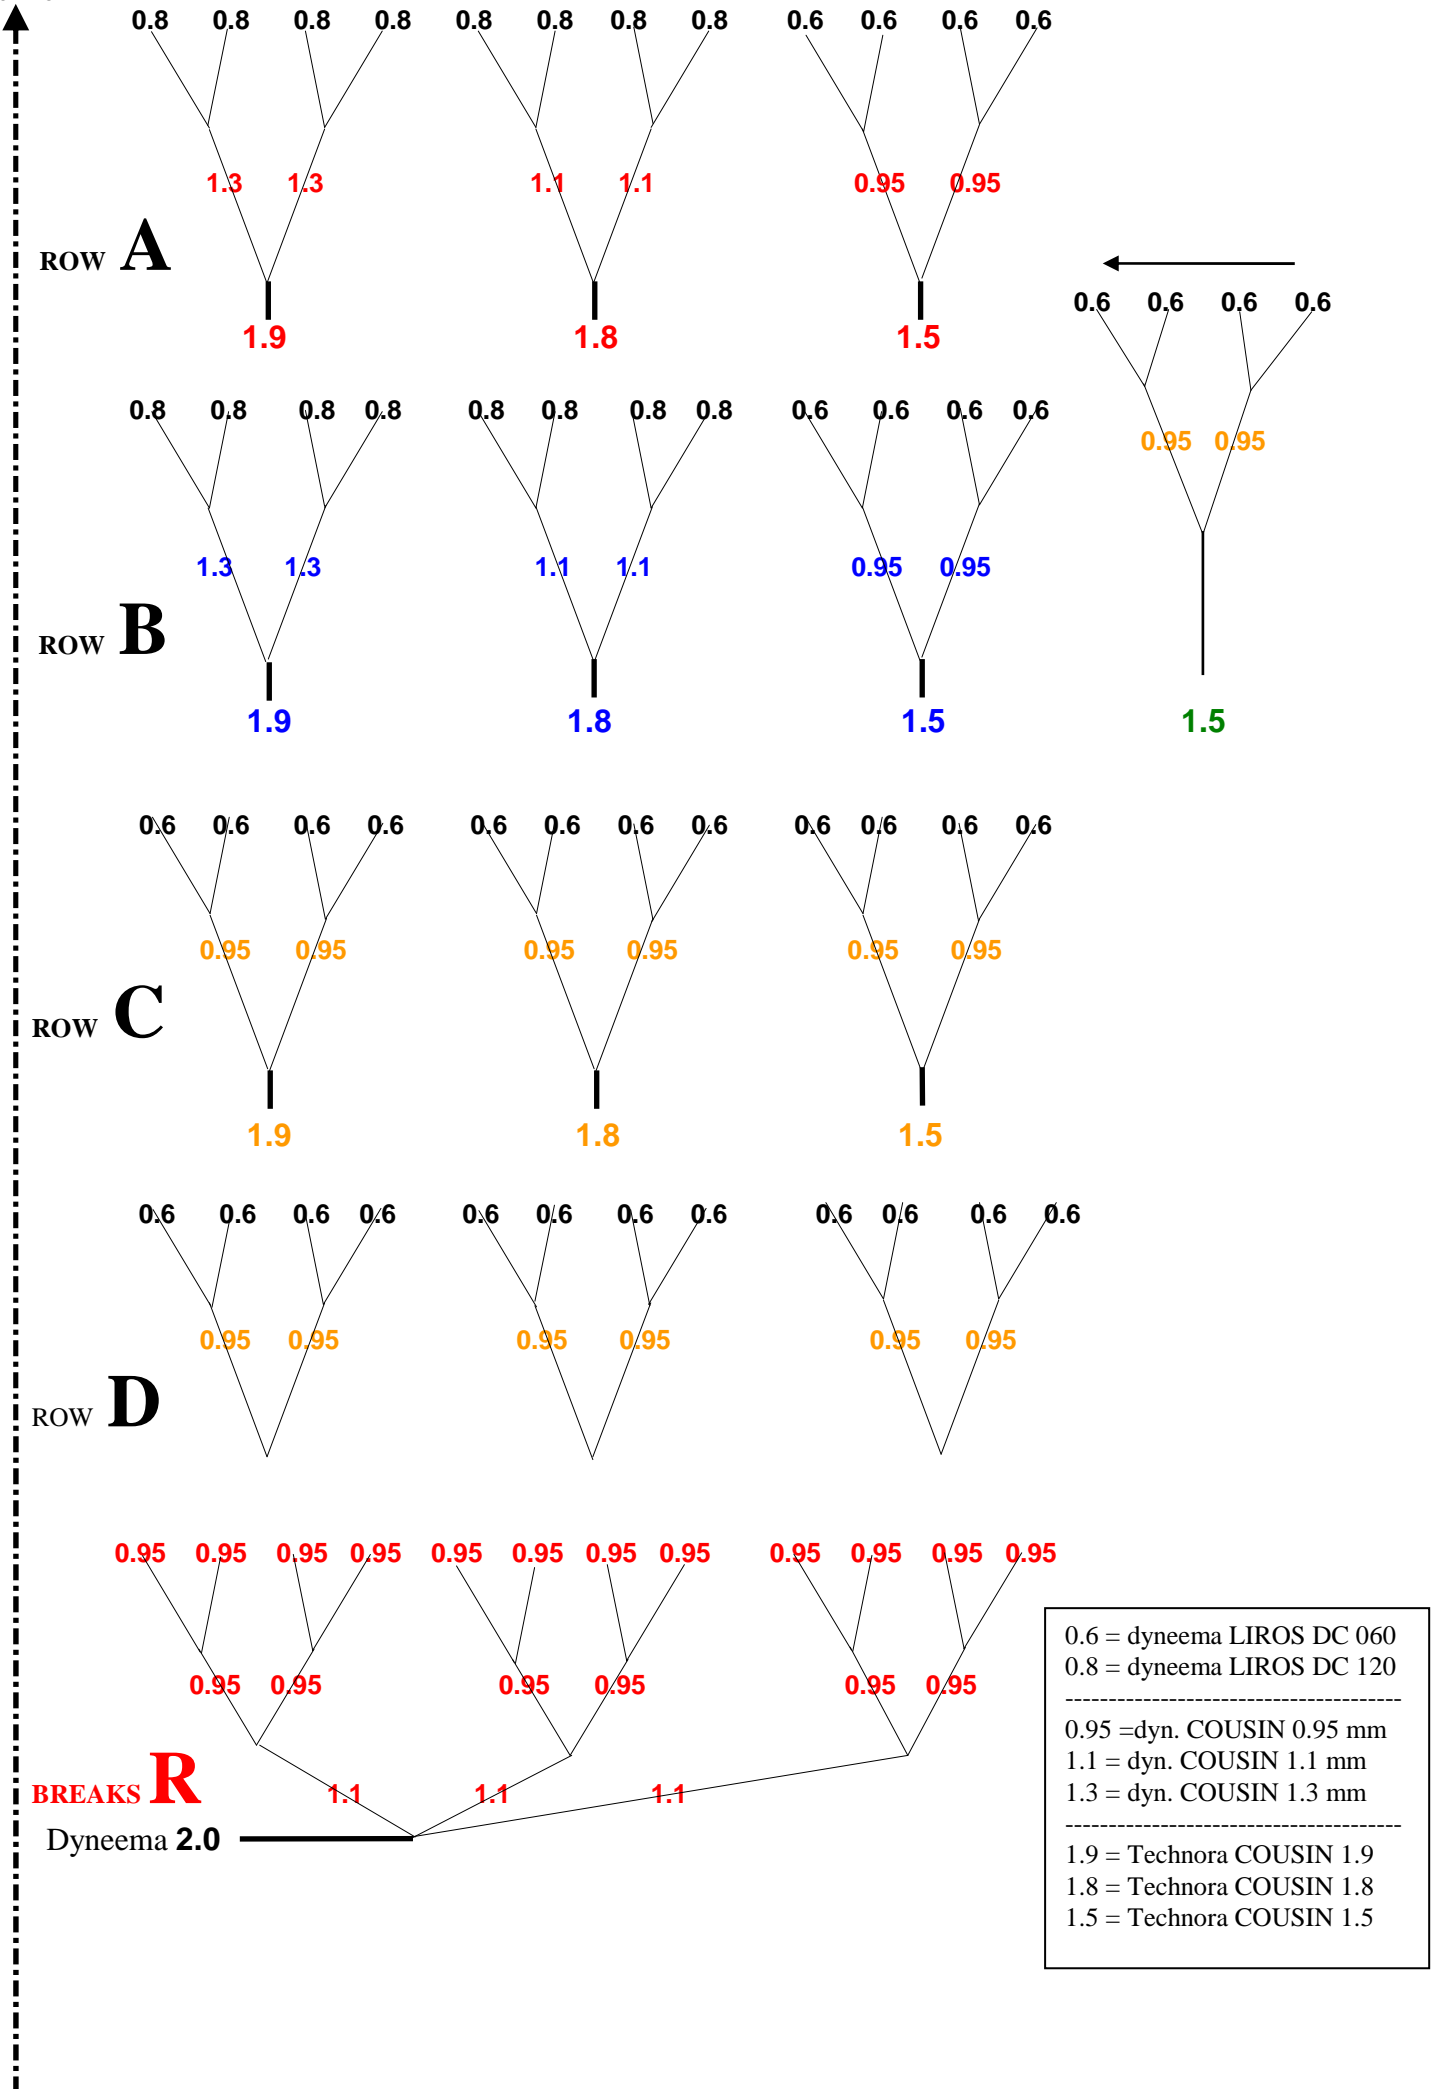 0.8 0.8 0.8 0.8 0.8 0.8 0.8 0.8 0.6 0.6 0.6 0.6
1.3 1.3 1.1 1.1 0.95 0.95
ROW A
1.9 1.8 1.5
0.6 0.6 0.6 0.6
0.95 0.95
1.5
0.8 0.8 0.8 0.8 0.8 0.8 0.8 0.8 0.6 0.6 0.6 0.6
1.3 1.3 1.1 1.1 0.95 0.95
ROW B
1.9 1.8 1.5
0.6 0.6 0.6 0.6 0.6 0.6 0.6 0.6 0.6 0.6 0.6 0.6
0.95 0.95 0.95 0.95 0.95 0.95
ROW C
1.9 1.8 1.5
0.6 0.6 0.6 0.6 0.6 0.6 0.6 0.6 0.6 0.6 0.6 0.6
0.95 0.95 0.95 0.95 0.95 0.95
ROW D
0.95 0.95 0.95 0.95 0.95 0.95 0.95 0.95 0.95 0.95 0.95 0.95
0.95 0.95 0.95 0.95 0.95 0.95
BREAKS R
1.1 1.1 1.1
Dyneema 2.0
0.6 = dyneema LIROS DC 060
0.8 = dyneema LIROS DC 120
----------------------------------------
0.95 =dyn. COUSIN 0.95 mm
1.1 = dyn. COUSIN 1.1 mm
1.3 = dyn. COUSIN 1.3 mm
----------------------------------------
1.9 = Technora COUSIN 1.9
1.8 = Technora COUSIN 1.8
1.5 = Technora COUSIN 1.5